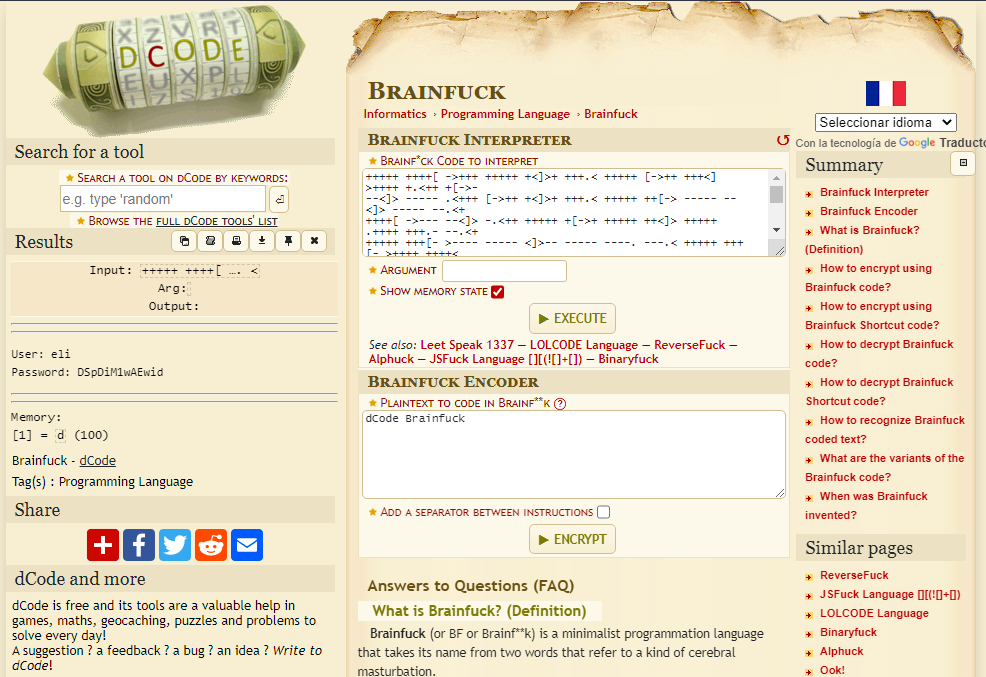 DCODE
Search for a tool
★ Search a tool on dCode by keywords:
e.g. type 'random'
★ Browse the full dCode tools' list
Results
Input: +++++ ++++[ …. <
Arg:
Output:
User: eli
Password: DSpDiM1wAEwid
Memory:
[1] = d (100)
Brainfuck - dCode
Tag(s) : Programming Language
Share
dCode and more
dCode is free and its tools are a valuable help in
games, maths, geocaching, puzzles and problems to
solve every day!
A suggestion ? a feedback ? a bug ? an idea ? Write to
dCode!
Brainfuck
Informatics › Programming Language › Brainfuck
Brainfuck Interpreter
★ Brainf*ck Code to interpret
+++++ ++++[ ->+++ +++++ +<]>+ +++.< +++++ [->++ +++<]
>++++ +.<++ +[->-
--<]> ----- .<+++ [->++ +<]>+ +++.< +++++ ++[-> ----- --
<]> ----- --.<+
++++[ ->--- --<]> -.<++ +++++ +[->+ +++++ ++<]> +++++
.++++ +++.- --.<+
+++++ +++[- >---- ----- <]>-- ----- ----. ---.< +++++ +++
[- >++++ ++++<
★ Argument
★ Show memory state
► EXECUTE
See also: Leet Speak 1337 – LOLCODE Language – ReverseFuck –
Alphuck – JSFuck Language [][(![]+[]) – Binaryfuck
Brainfuck Encoder
★ Plaintext to code in Brainf**k ?
dCode Brainfuck
★ Add a separator between instructions
► ENCRYPT
Answers to Questions (FAQ)
What is Brainfuck? (Definition)
Brainfuck (or BF or Brainf**k) is a minimalist programmation language
that takes its name from two words that refer to a kind of cerebral
masturbation.
Seleccionar idioma
Con la tecnología de Google Traducto
Summary
Brainfuck Interpreter
Brainfuck Encoder
What is Brainfuck?
(Definition)
How to encrypt using
Brainfuck code?
How to encrypt using
Brainfuck Shortcut code?
How to decrypt Brainfuck
code?
How to decrypt Brainfuck
Shortcut code?
How to recognize Brainfuck
coded text?
What are the variants of the
Brainfuck code?
When was Brainfuck
invented?
Similar pages
ReverseFuck
JSFuck Language [][(![]+[])
LOLCODE Language
Binaryfuck
Alphuck
Ook!